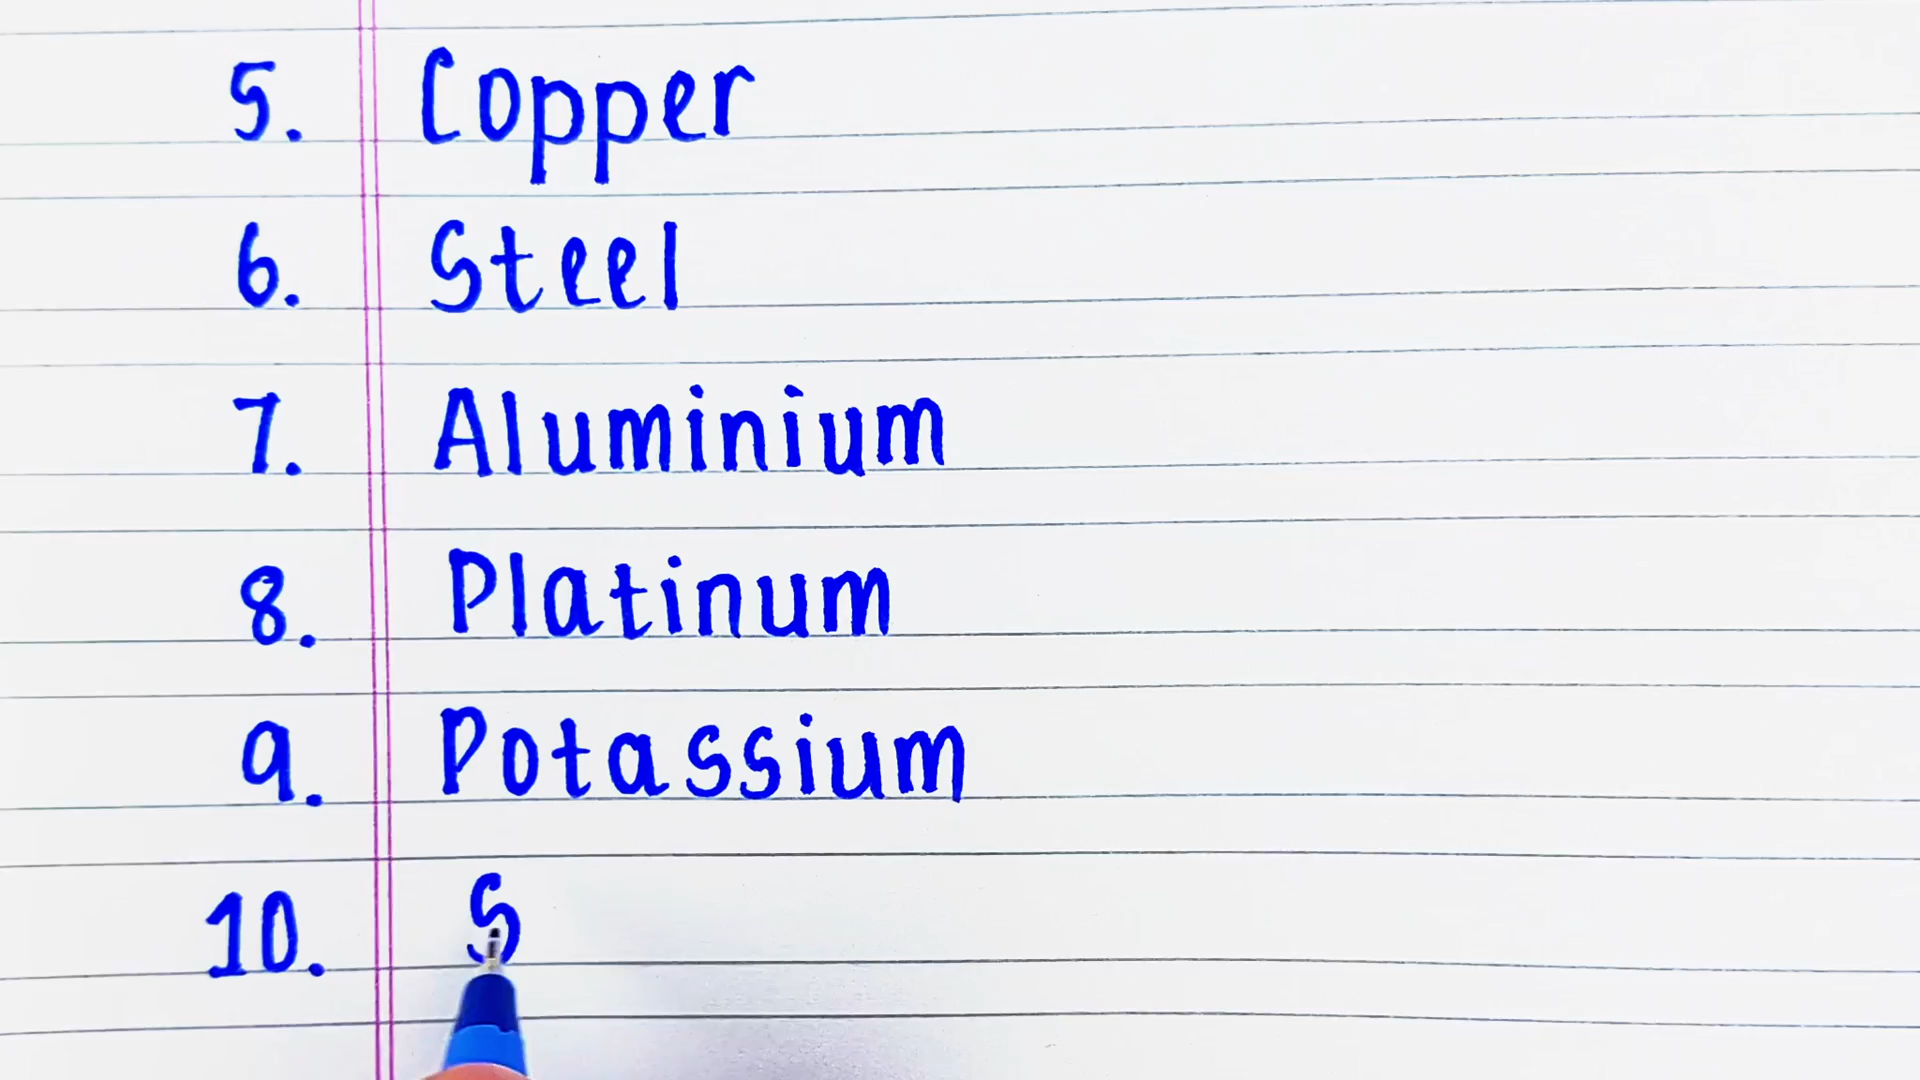 5. Copper
6. Steel
7. Aluminium
8. Platinum
9. Potassium
10. S